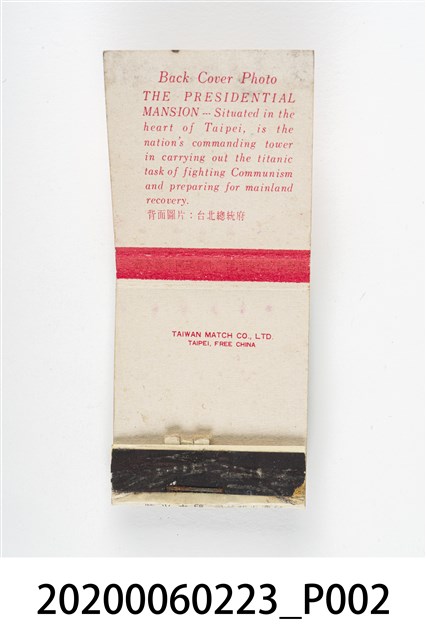 Back Cover Photo
THE PRESIDENTIAL
MANSION — Situated in the
heart of Taipei, is the
nation's commanding tower
in carrying out the titanic
task of fighting Communism
and preparing for mainland
recovery.
背面圖片：台北總統府
TAIWAN MATCH CO., LTD.
TAIPEI, FREE CHINA
20200060223_P002